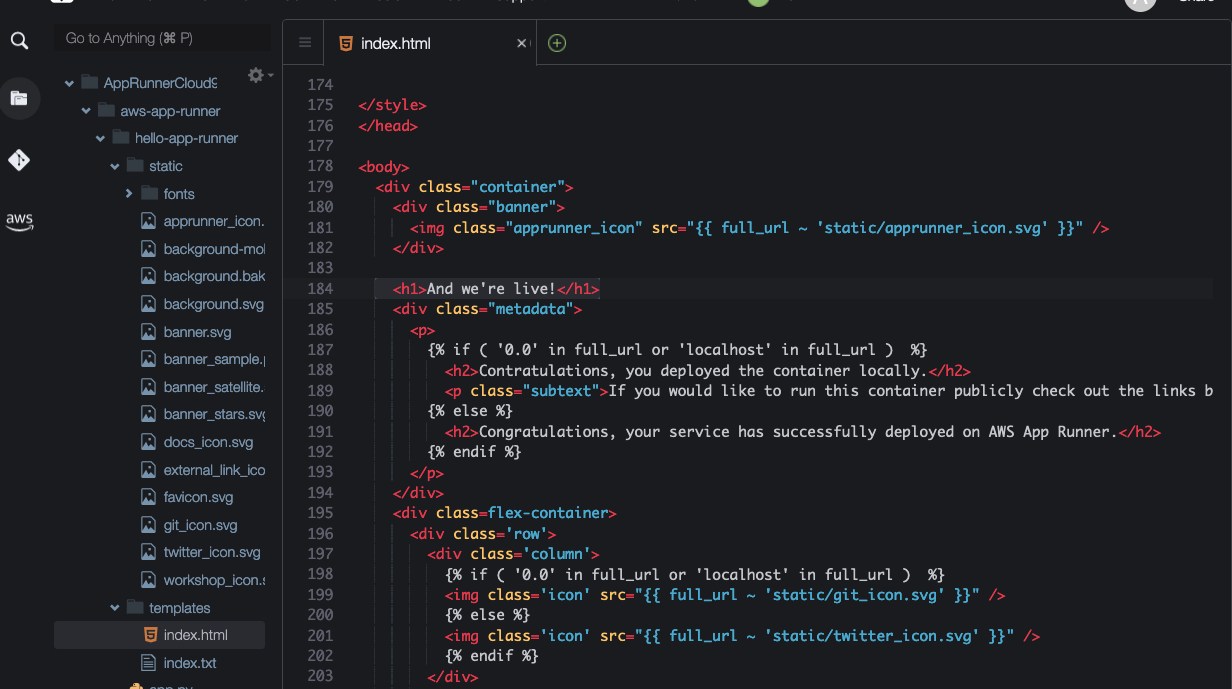 Go to Anything (⌘ P)
index.html
AppRunnerCloud9
aws-app-runner
hello-app-runner
static
fonts
apprunner_icon.
background-mol
background.bak
background.svg
banner.svg
banner_sample.p
banner_satellite.
banner_stars.svg
docs_icon.svg
external_link_ico
favicon.svg
git_icon.svg
twitter_icon.svg
workshop_icon.s
templates
index.html
index.txt
aws
174
175 </style>
176 </head>
177
178 <body>
179 <div class="container">
180 <div class="banner">
181 <img class="apprunner_icon" src="{{ full_url ~ 'static/apprunner_icon.svg' }}" />
182 </div>
183
184 <h1>And we're live!</h1>
185 <div class="metadata">
186 <p>
187 {% if ( '0.0' in full_url or 'localhost' in full_url )  %}
188 <h2>Contratulations, you deployed the container locally.</h2>
189 <p class="subtext">If you would like to run this container publicly check out the links b
190 {% else %}
191 <h2>Congratulations, your service has successfully deployed on AWS App Runner.</h2>
192 {% endif %}
193 </p>
194 </div>
195 <div class=flex-container>
196 <div class='row'>
197 <div class='column'>
198 {% if ( '0.0' in full_url or 'localhost' in full_url )  %}
199 <img class='icon' src="{{ full_url ~ 'static/git_icon.svg' }}" />
200 {% else %}
201 <img class='icon' src="{{ full_url ~ 'static/twitter_icon.svg' }}" />
202 {% endif %}
203 </div>